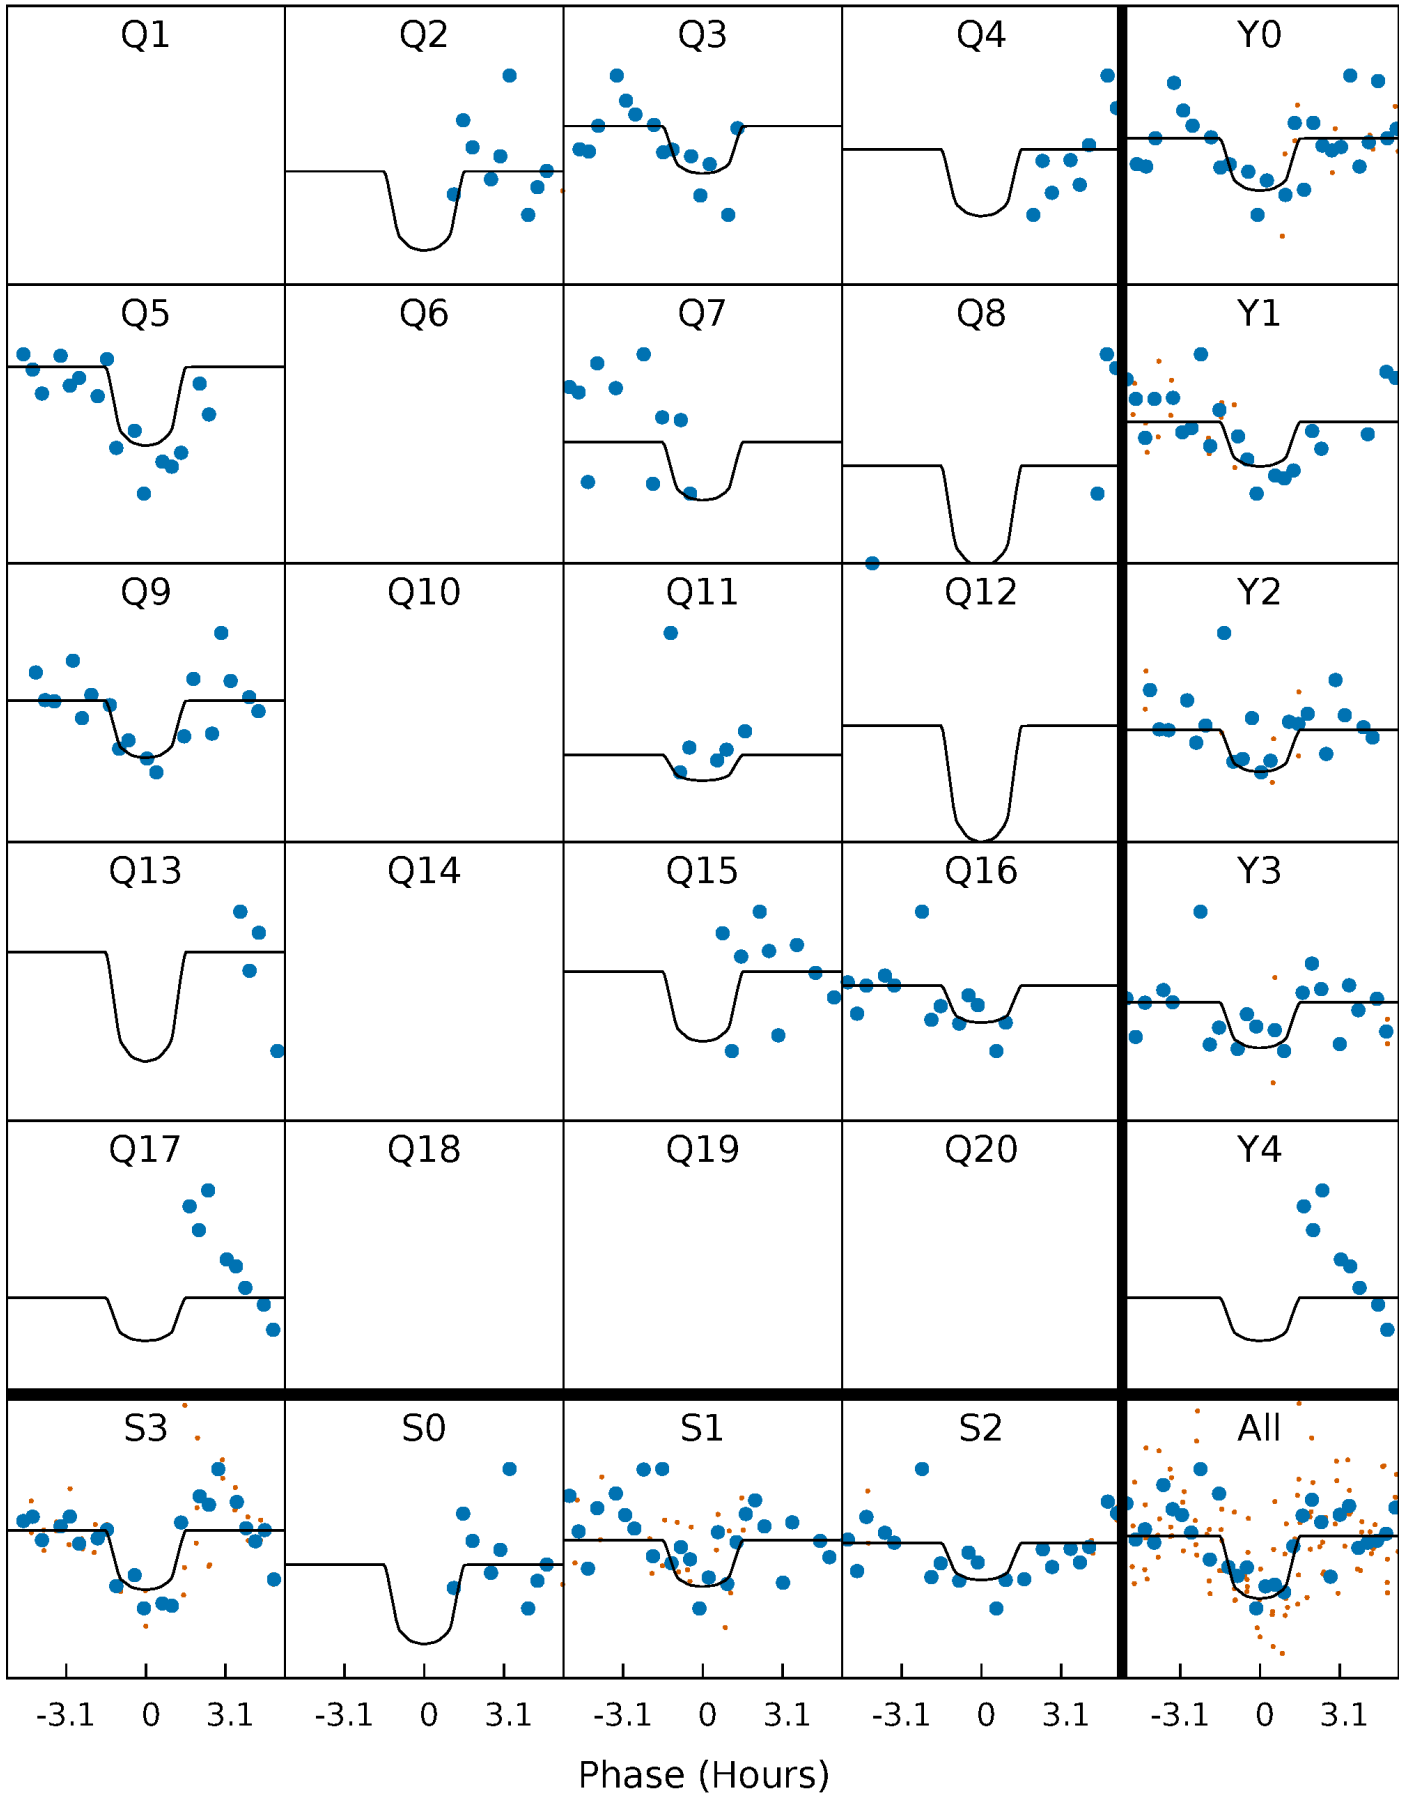 Q1 Q2 Q3 Q4 Y0
Q5 Q6 Q7 Q8 Y1
Q9 Q10 Q11 Q12 Y2
Q13 Q14 Q15 Q16 Y3
Q17 Q18 Q19 Q20 Y4
S3 S0 S1 S2 All
-3.1 0 3.1 -3.1 0 3.1 -3.1 0 3.1 -3.1 0 3.1 -3.1 0 3.1
Phase (Hours)